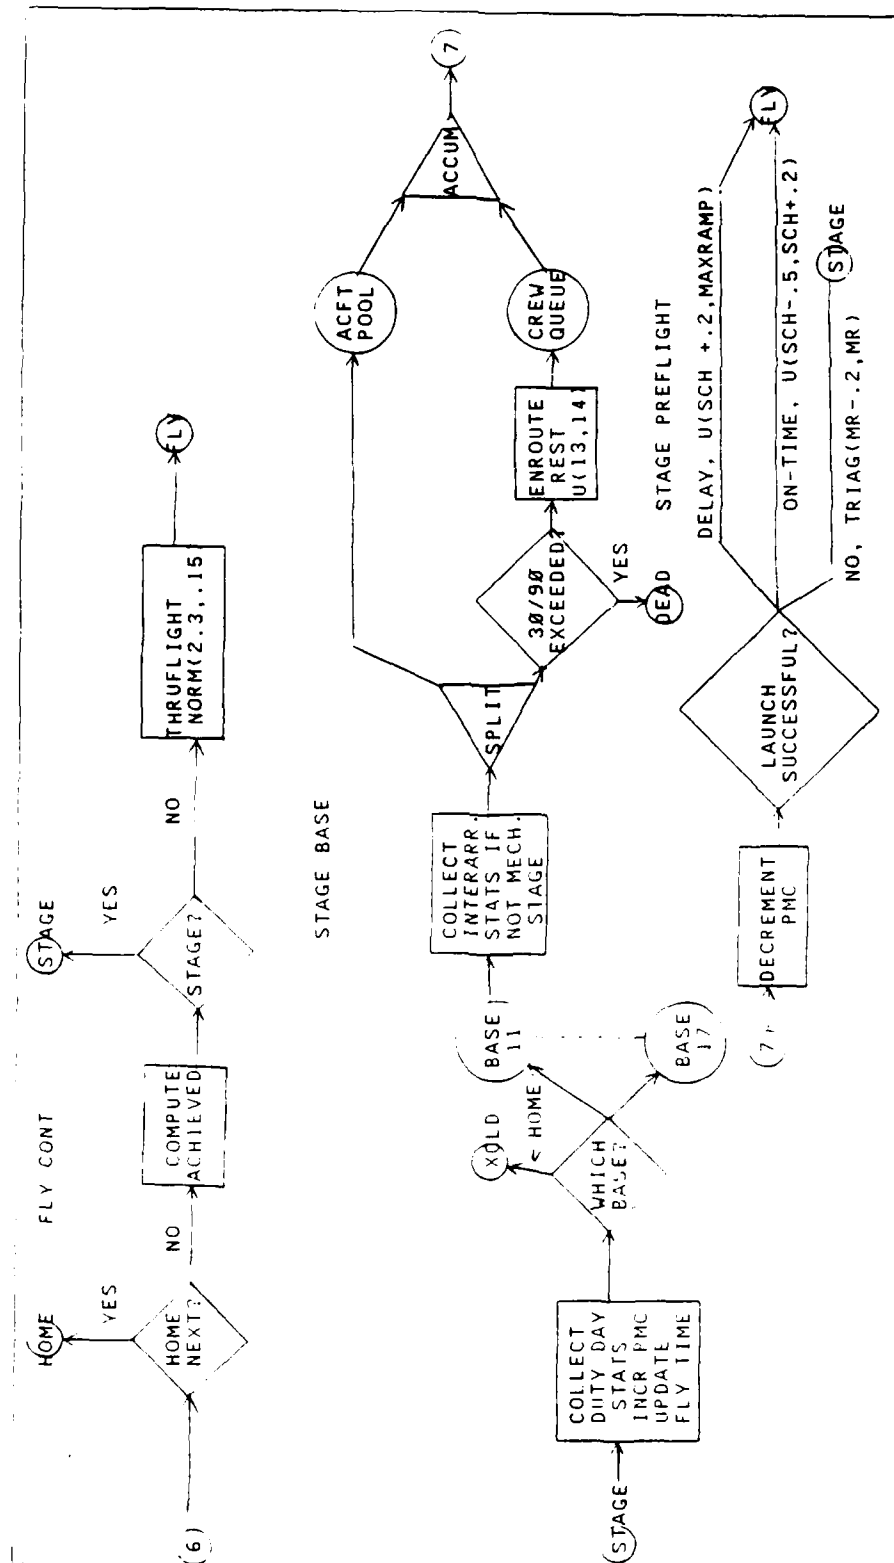 FLY CONT
(6)
HOME
NEXT?
YES
HOME
NO
COMPUTE
ACHIEVED
STAGE?
YES
STAGE
NO
THRUFLIGHT
NORM(2.3,.15
FLY
STAGE BASE
STAGE
COLLECT
DUTY DAY
STATS
INCR PMC
UPDATE
FLY TIME
WHICH
BASE?
XOLD
HOME
BASE
11
BASE
17
COLLECT
INTERARR.
STATS IF
NOT MECH.
STAGE
SPLIT
ACFT
POOL
30/90
EXCEEDED?
YES
DEAD
ENROUTE
REST
U(13,14)
CREW
QUEUE
ACCUM
7
STAGE PREFLIGHT
(7)
DECREMENT
PMC
LAUNCH
SUCCESSFUL?
DELAY, U(SCH +.2,MAXRAMP)
FLY
ON-TIME, U(SCH-.5,SCH+.2)
NO, TRIAG(MR-.2,MR)
STAGE